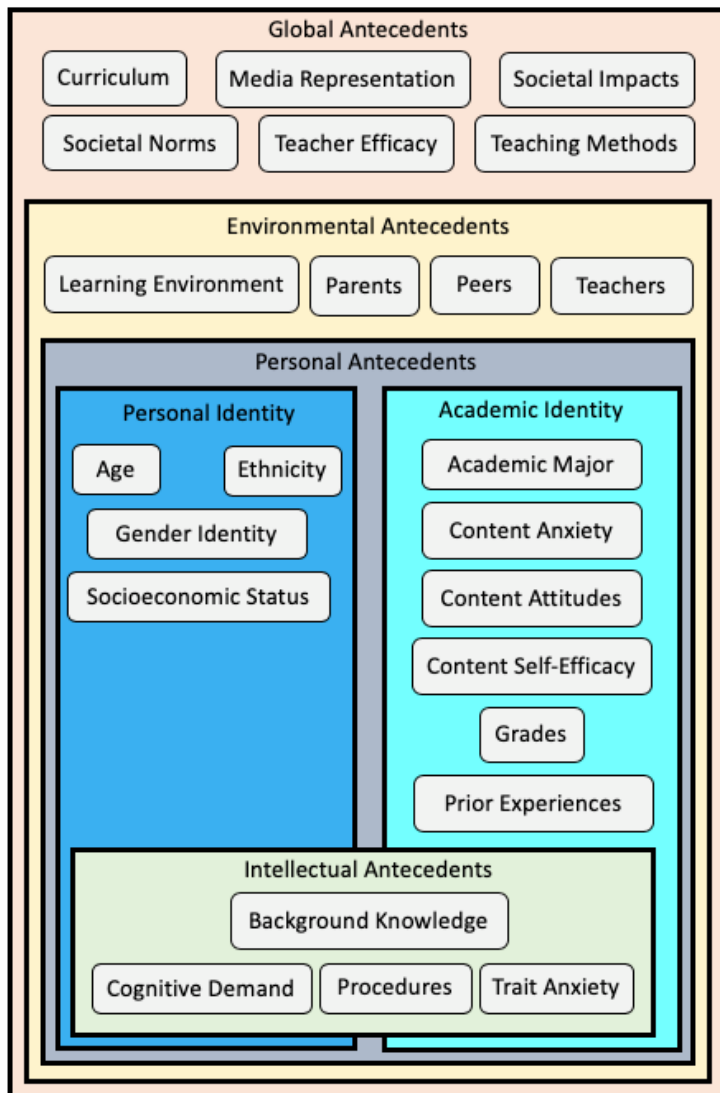 Global Antecedents
Curriculum
Media Representation
Societal Impacts
Societal Norms
Teacher Efficacy
Teaching Methods
Environmental Antecedents
Learning Environment
Parents
Peers
Teachers
Personal Antecedents
Personal Identity
Age
Ethnicity
Gender Identity
Socioeconomic Status
Academic Identity
Academic Major
Content Anxiety
Content Attitudes
Content Self-Efficacy
Grades
Prior Experiences
Intellectual Antecedents
Background Knowledge
Cognitive Demand
Procedures
Trait Anxiety